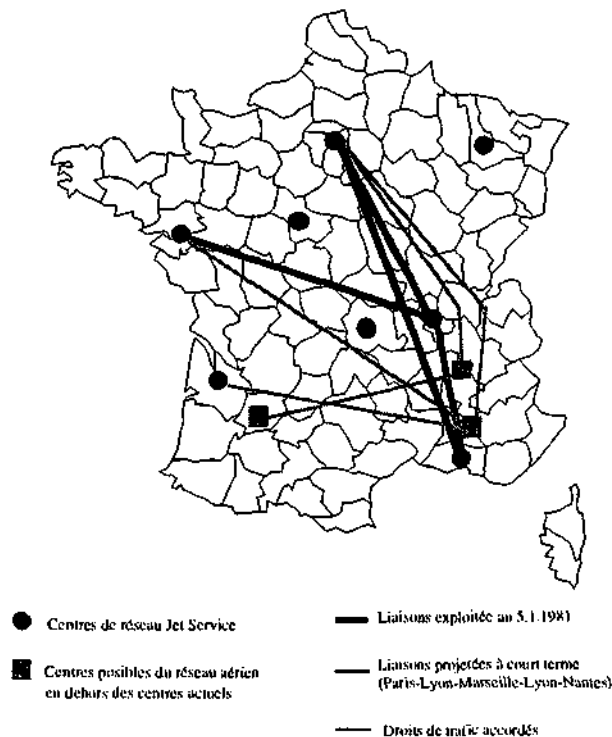 Centres de réseau Jet Service
Centres posibles du réseau aérien
en dehors des centres actuels
Liaisons exploitée au 5.1.1981
Liaisons projetées à court terme
(Paris-Lyon-Marseille-Lyon-Nantes)
Droits de trafic accordés